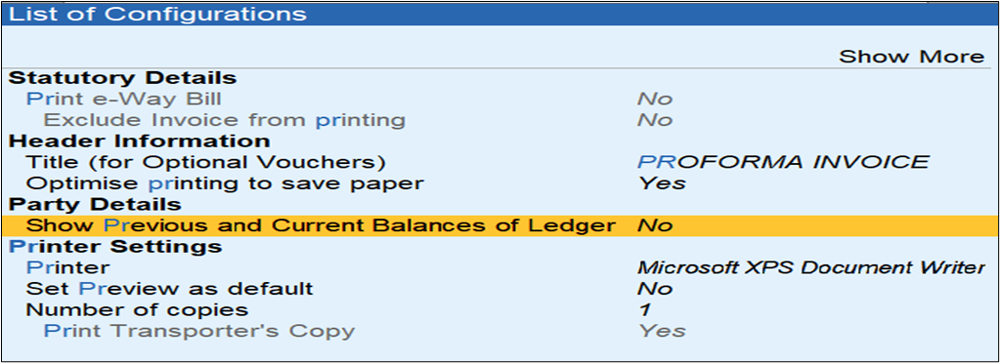 List of Configurations
Show More
Statutory Details
Print e-Way Bill No
Exclude Invoice from printing No
Header Information
Title (for Optional Vouchers) PROFORMA INVOICE
Optimise printing to save paper Yes
Party Details
Show Previous and Current Balances of Ledger No
Printer Settings
Printer Microsoft XPS Document Writer
Set Preview as default No
Number of copies 1
Print Transporter's Copy Yes